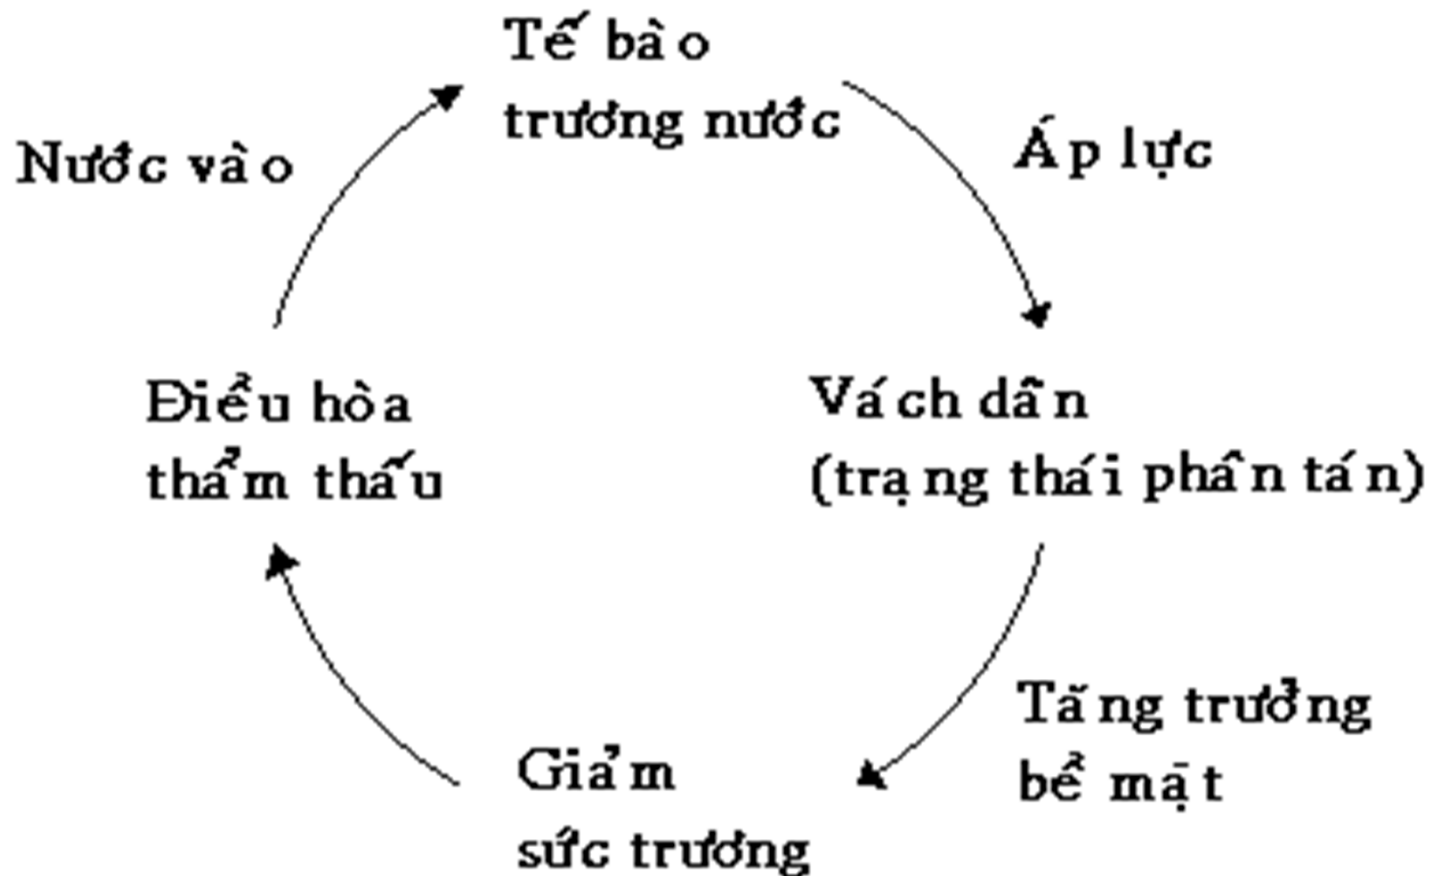 Tế bào
trương nước
Nước vào
Áp lực
Điều hòa
thẩm thấu
Vách dãn
(trạng thái phân tán)
Tăng trưởng
bề mặt
Giảm
sức trương